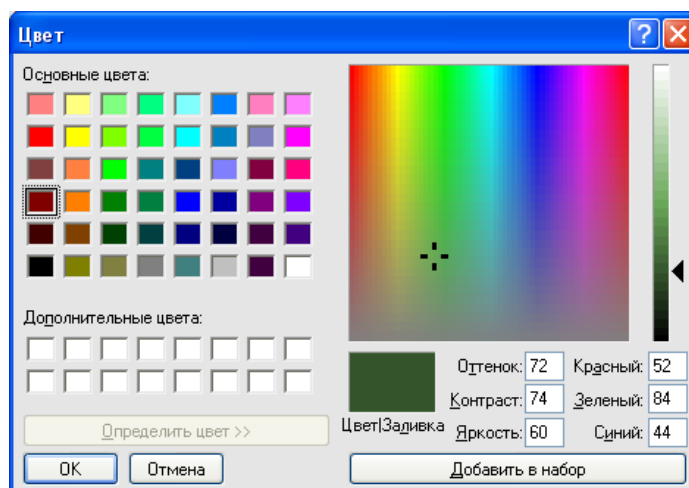 Цвет
Основные цвета:
Дополнительные цвета:
Определить цвет >>
OK
Отмена
Цвет|Заливка
Оттенок: 72
Контраст: 74
Яркость: 60
Красный: 52
Зеленый: 84
Синий: 44
Добавить в набор